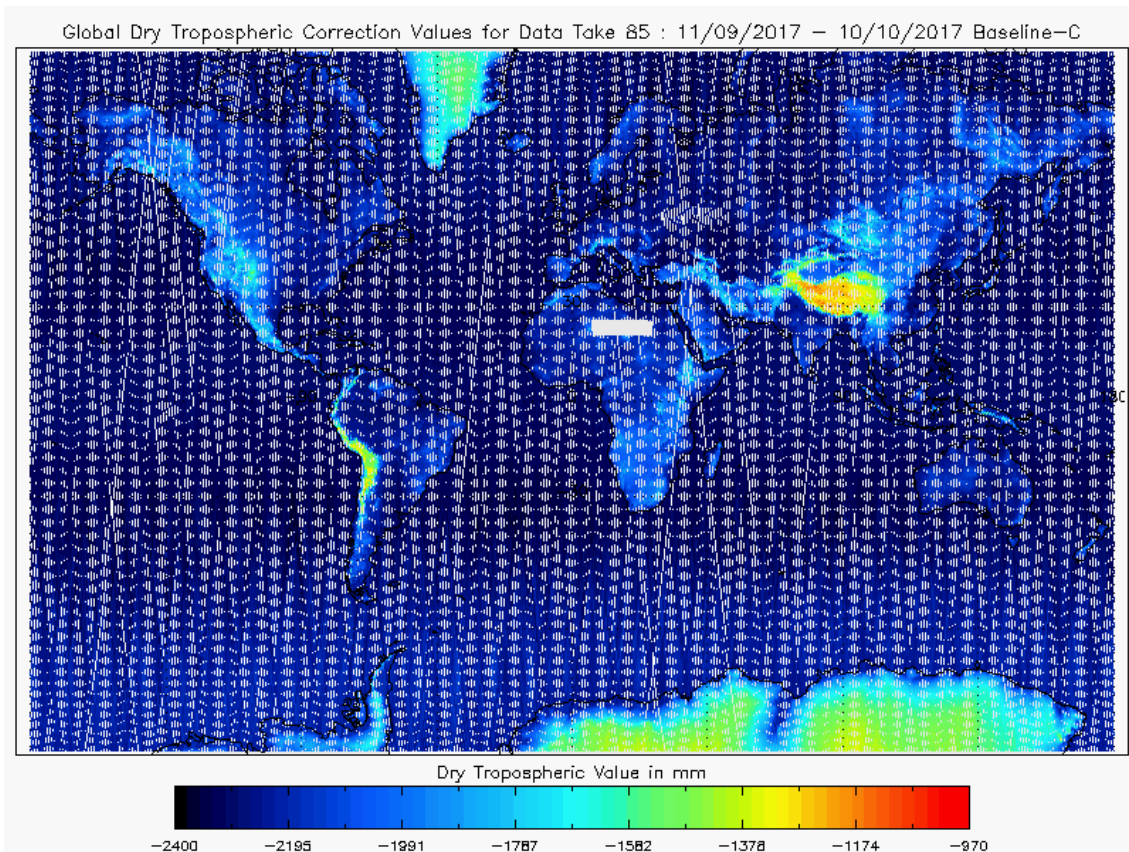 Global Dry Tropospheric Correction Values for Data Take 85 : 11/09/2017 – 10/10/2017 Baseline-C
Dry Tropospheric Value in mm
-2400 -2195 -1991 -1787 -1582 -1378 -1174 -970